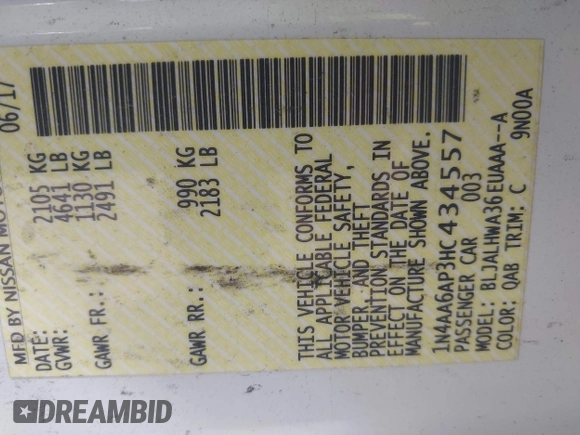 MFD BY NISSAN MOTO
DATE: 06/17
GVWR: 2105 KG
4641 LB
GAWR FR.: 1130 KG
2491 LB
GAWR RR.: 990 KG
2183 LB
THIS VEHICLE CONFORMS TO
ALL APPLICABLE FEDERAL
MOTOR VEHICLE SAFETY,
BUMPER, AND THEFT
PREVENTION STANDARDS IN
EFFECT ON THE DATE OF
MANUFACTURE SHOWN ABOVE.
1N4AA6AP3HC434557
PASSENGER CAR 003
MODEL: BLJALHWA36EUAAA--A
COLOR: QAB TRIM: C 9N00A
DREAMBID